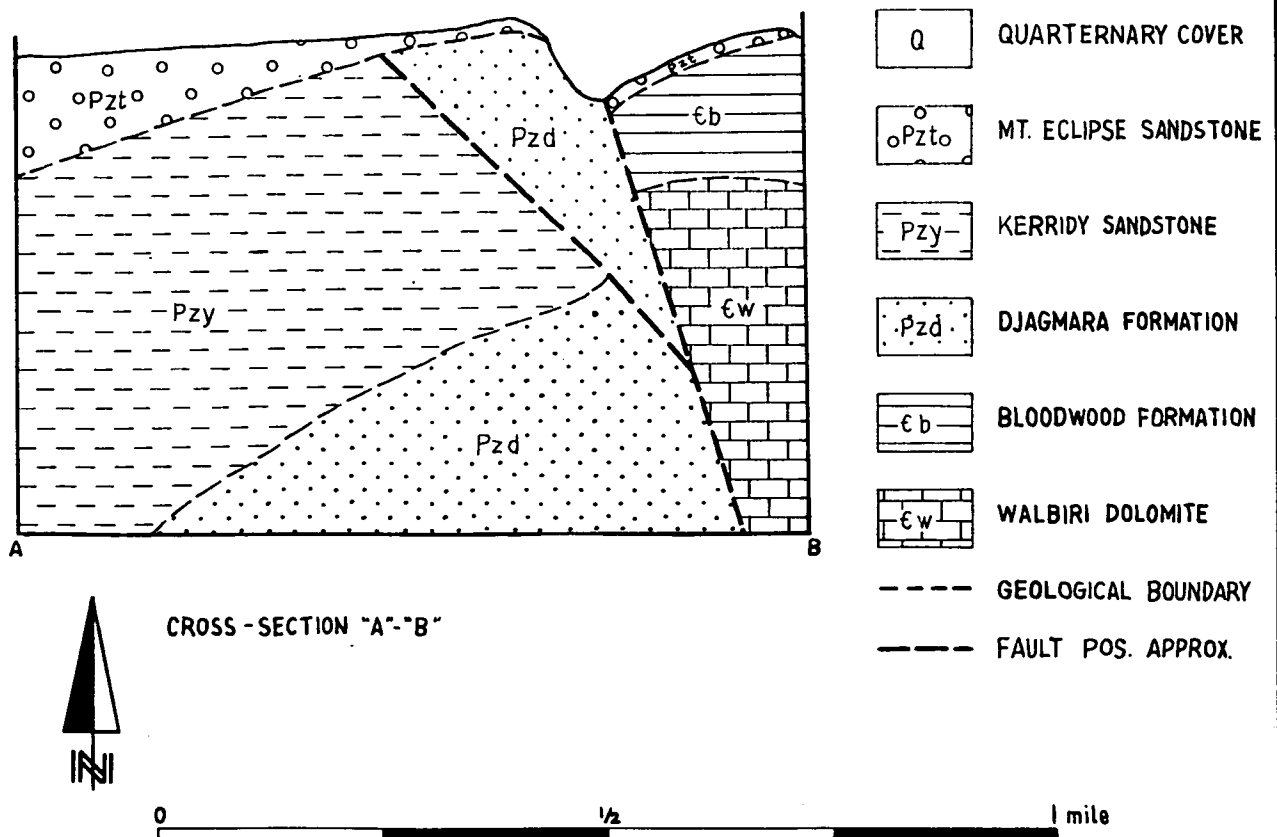 Pzt
Pzd
Pzt
€b
Pzy
€w
Pzd
A
B
CROSS-SECTION "A"-"B"
N
Q QUARTERNARY COVER
Pzt MT. ECLIPSE SANDSTONE
Pzy KERRIDY SANDSTONE
Pzd DJAGMARA FORMATION
€b BLOODWOOD FORMATION
€w WALBIRI DOLOMITE
GEOLOGICAL BOUNDARY
FAULT POS. APPROX.
0 1/2 1 mile